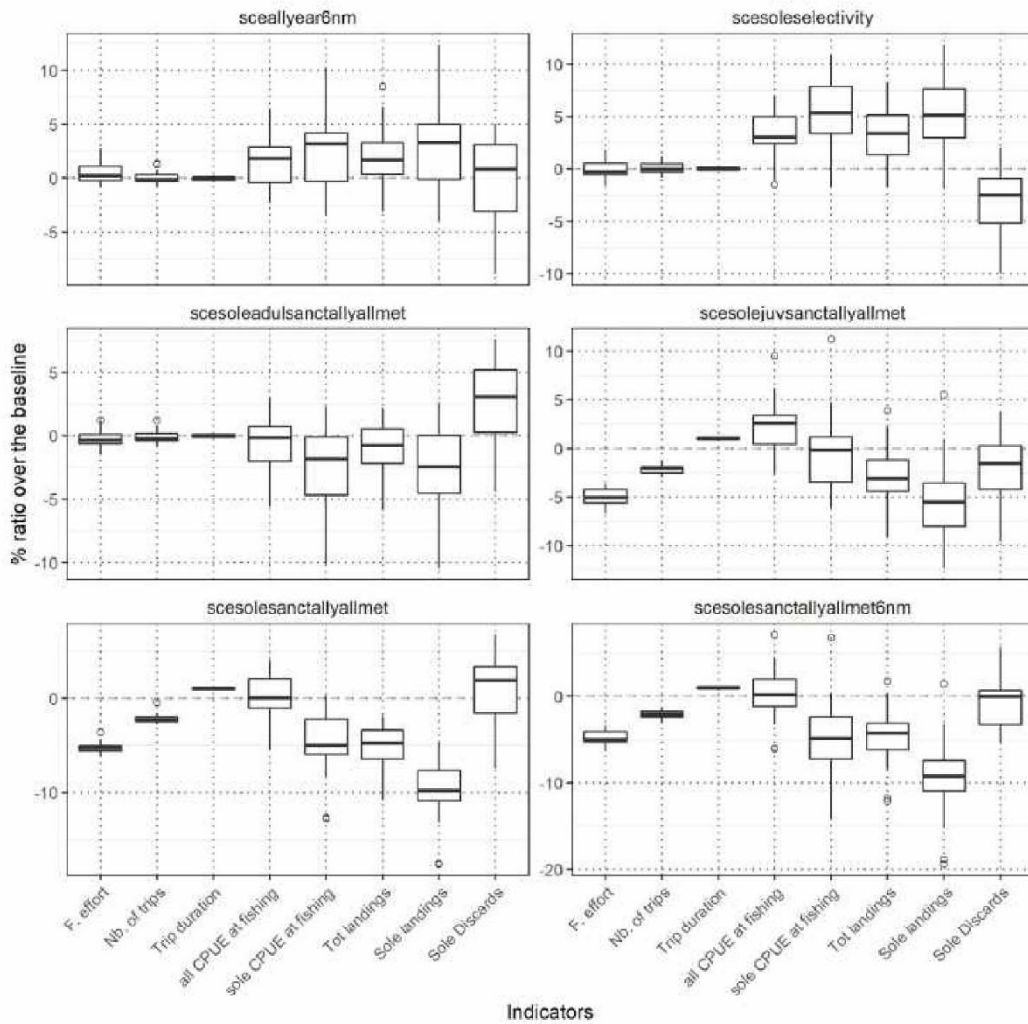 sceallyear6nm
scesoleselectivity
10
5
0
-5
10
5
0
-5
-10
scesoleadulsanctallyallmet
scesolejuvsanctallyallmet
5
0
-5
-10
10
5
0
-5
-10
% ratio over the baseline
scesolesanctallyallmet
scesolesanctallyallmet6nm
0
-10
0
-10
-20
F. effort
Nb. of trips
Trip duration
all CPUE at fishing
sole CPUE at fishing
Tot landings
Sole landings
Sole Discards
F. effort
Nb. of trips
Trip duration
all CPUE at fishing
sole CPUE at fishing
Tot landings
Sole landings
Sole Discards
Indicators